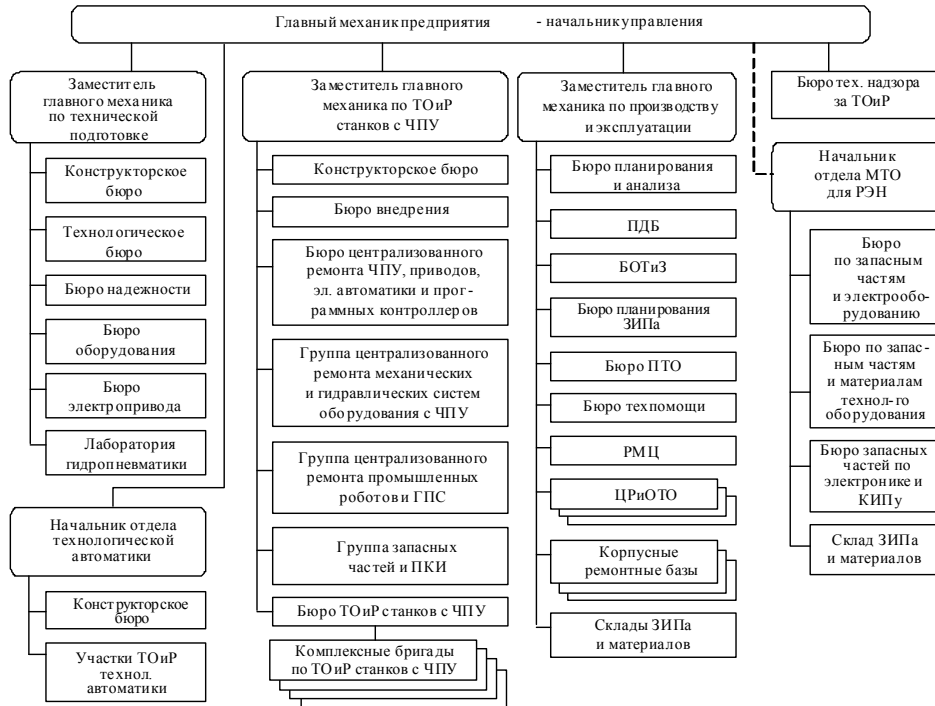 Главный механик предприятия - начальник управления
Заместитель
главного механика
по технической
подготовке
Конструкторское
бюро
Технологическое
бюро
Бюро надежности
Бюро
оборудования
Бюро
электропривода
Лаборатория
гидропневматики
Начальник отдела
технологической
автоматики
Конструкторское
бюро
Участки ТОиР
технол.
автоматики
Заместитель главного
механика по ТОиР
станков с ЧПУ
Конструкторское бюро
Бюро внедрения
Бюро централизованного
ремонта ЧПУ, приводов,
эл. автоматики и прог-
раммных контроллеров
Группа централизованного
ремонта механических
и гидравлических систем
оборудования с ЧПУ
Группа централизованного
ремонта промышленных
роботов и ГПС
Группа запасных
частей и ПКИ
Бюро ТОиР станков с ЧПУ
Комплексные бригады
по ТОиР станков с ЧПУ
Заместитель главного
механика по производству
и эксплуатации
Бюро планирования
и анализа
ПДБ
БОТиЗ
Бюро планирования
ЗИПа
Бюро ПТО
Бюро техпомощи
РМЦ
ЦРиОТО
Корпусные
ремонтные базы
Склады ЗИПа
и материалов
Бюро тех. надзора
за ТОиР
Начальник
отдела МТО
для РЭН
Бюро
по запасным
частям
и электрообо-
рудованию
Бюро по запас-
ным частям
и материалам
технол-го
оборудования
Бюро запасных
частей по
электронике и
КИПу
Склад ЗИПа
и материалов